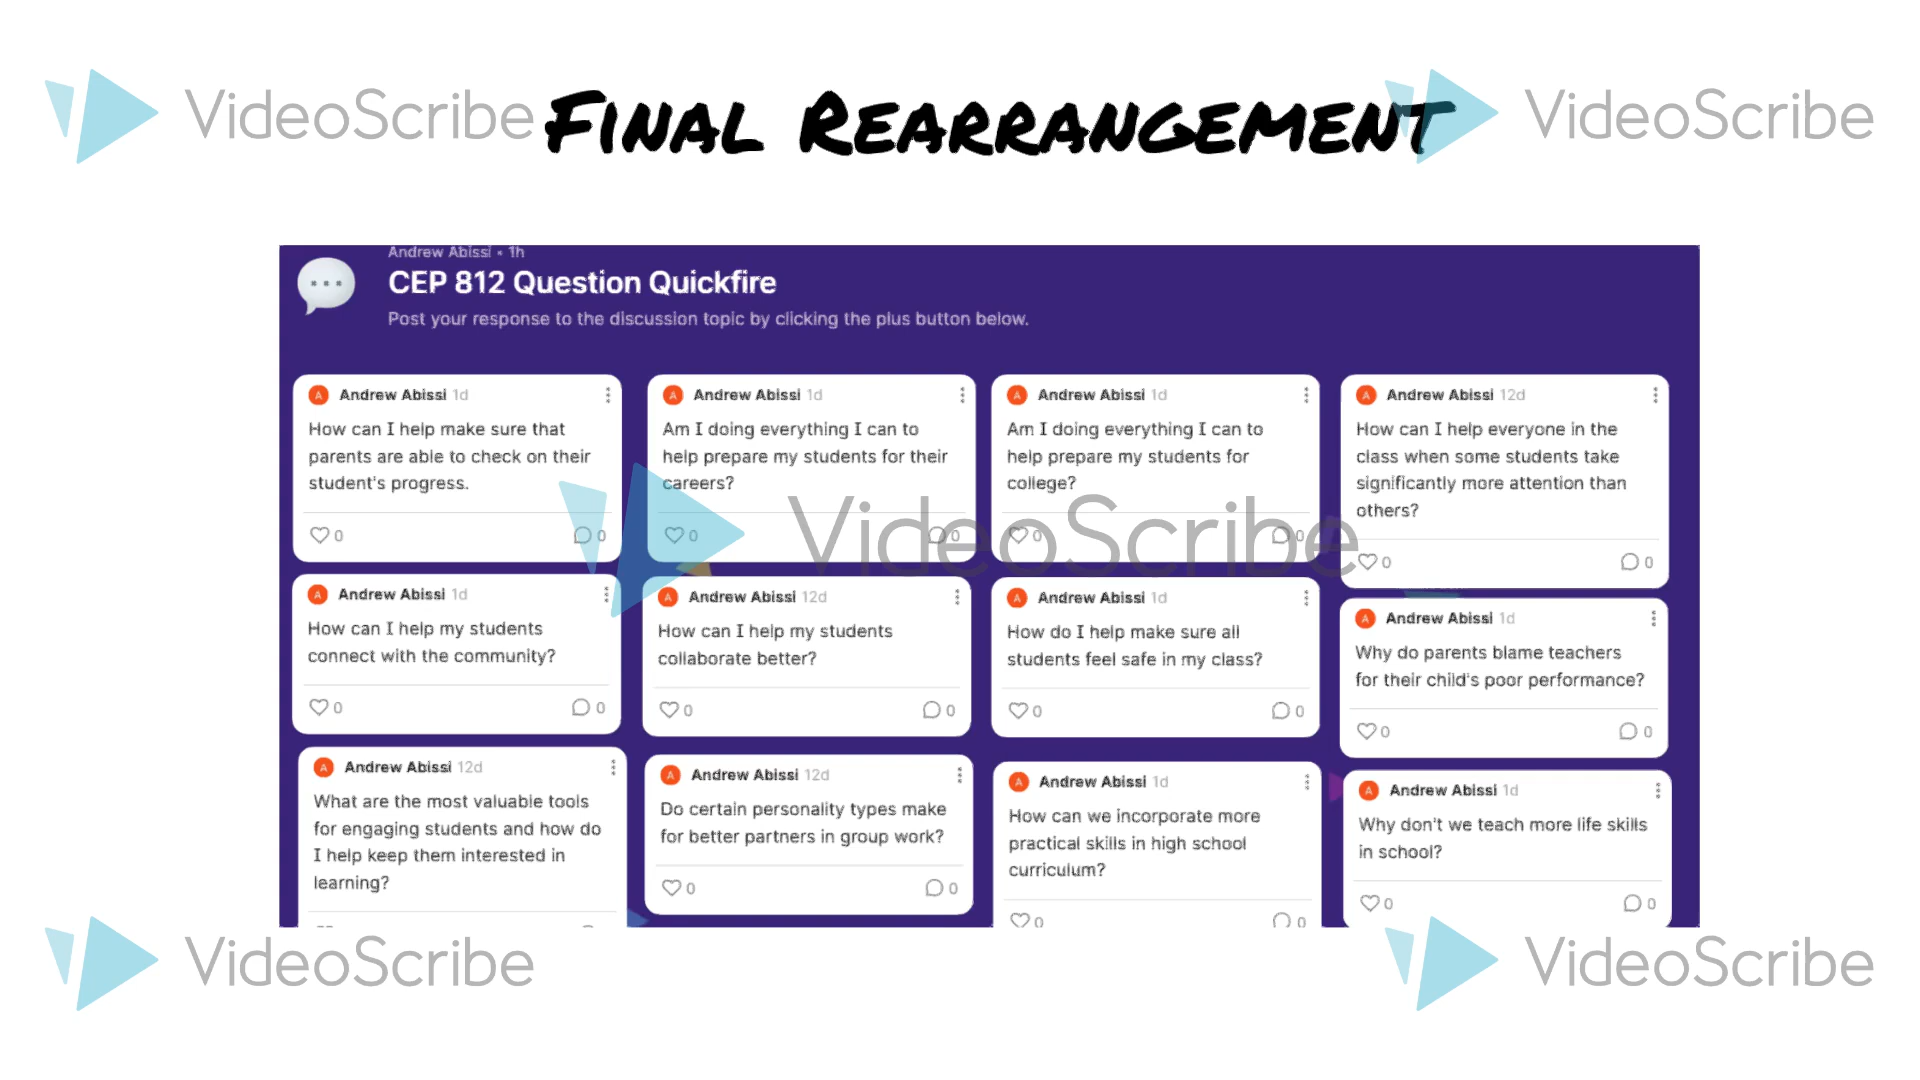 VideoScribe
FINAL REARRANGEMENT
VideoScribe
Andrew Abissi • 1h
CEP 812 Question Quickfire
Post your response to the discussion topic by clicking the plus button below.
A Andrew Abissi 1d
How can I help make sure that
parents are able to check on their
student's progress.
0 0
A Andrew Abissi 1d
How can I help my students
connect with the community?
0 0
A Andrew Abissi 12d
What are the most valuable tools
for engaging students and how do
I help keep them interested in
learning?
A Andrew Abissi 1d
Am I doing everything I can to
help prepare my students for their
careers?
0 0
A Andrew Abissi 12d
How can I help my students
collaborate better?
0 0
A Andrew Abissi 12d
Do certain personality types make
for better partners in group work?
0 0
A Andrew Abissi 1d
Am I doing everything I can to
help prepare my students for
college?
0 0
A Andrew Abissi 1d
How do I help make sure all
students feel safe in my class?
0 0
A Andrew Abissi 1d
How can we incorporate more
practical skills in high school
curriculum?
0 0
A Andrew Abissi 12d
How can I help everyone in the
class when some students take
significantly more attention than
others?
0 0
A Andrew Abissi 1d
Why do parents blame teachers
for their child's poor performance?
0 0
A Andrew Abissi 1d
Why don't we teach more life skills
in school?
0 0
VideoScribe
VideoScribe
VideoScribe